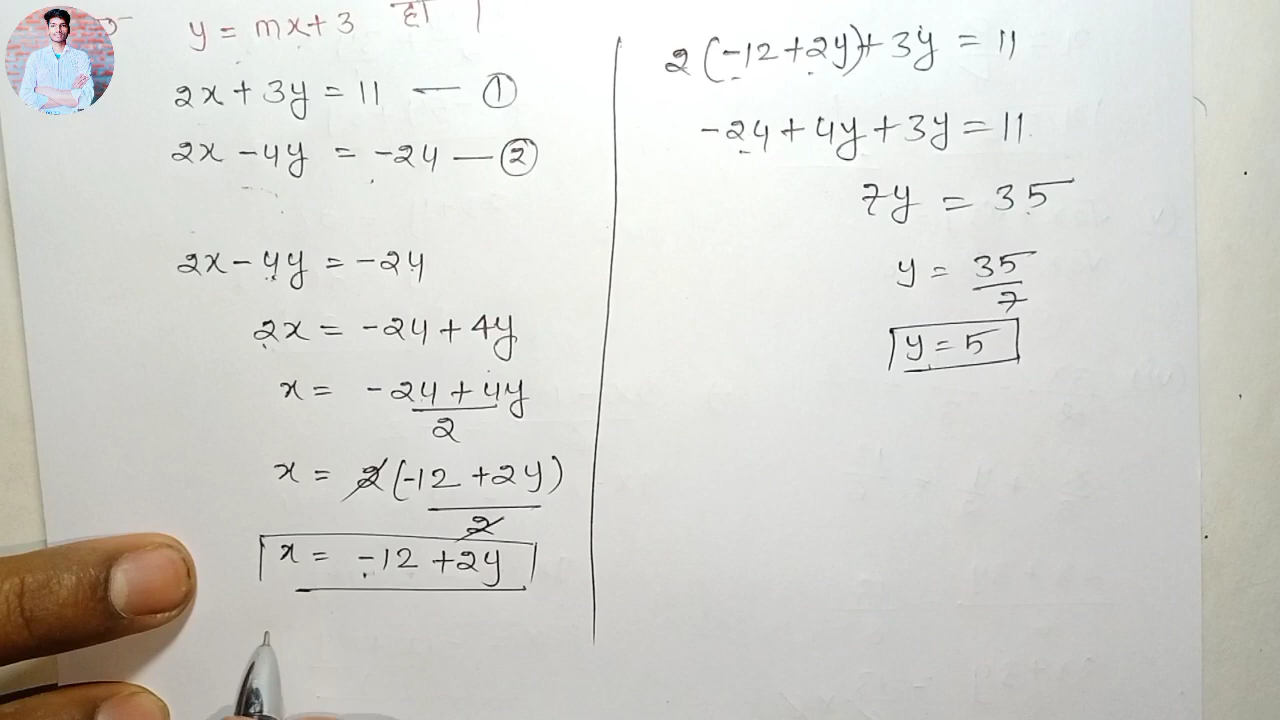 y = mx + 3 हो ।
2x + 3y = 11 — ①
2x - 4y = -24 — ②
2x - 4y = -24
2x = -24 + 4y
x = -24 + 4y
2
x = 2(-12 + 2y)
2
x = -12 + 2y
2(-12 + 2y) + 3y = 11
-24 + 4y + 3y = 11
7y = 35
y = 35
7
y = 5